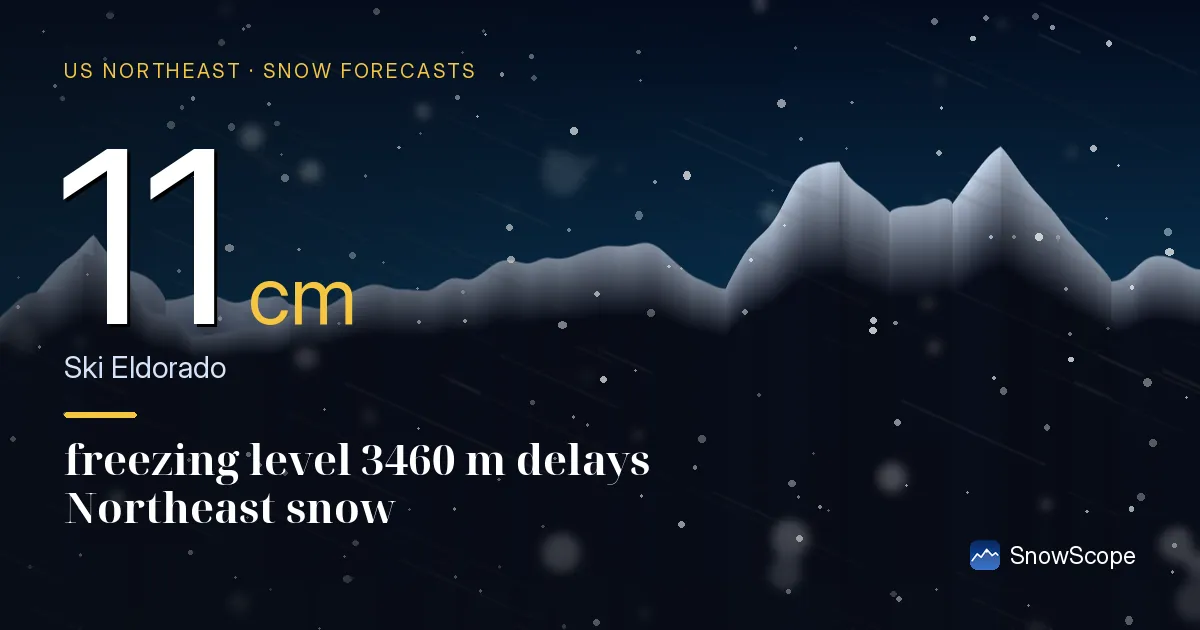 US NORTHEAST · SNOW FORECASTS
11 cm
Ski Eldorado
freezing level 3460 m delays
Northeast snow
SnowScope